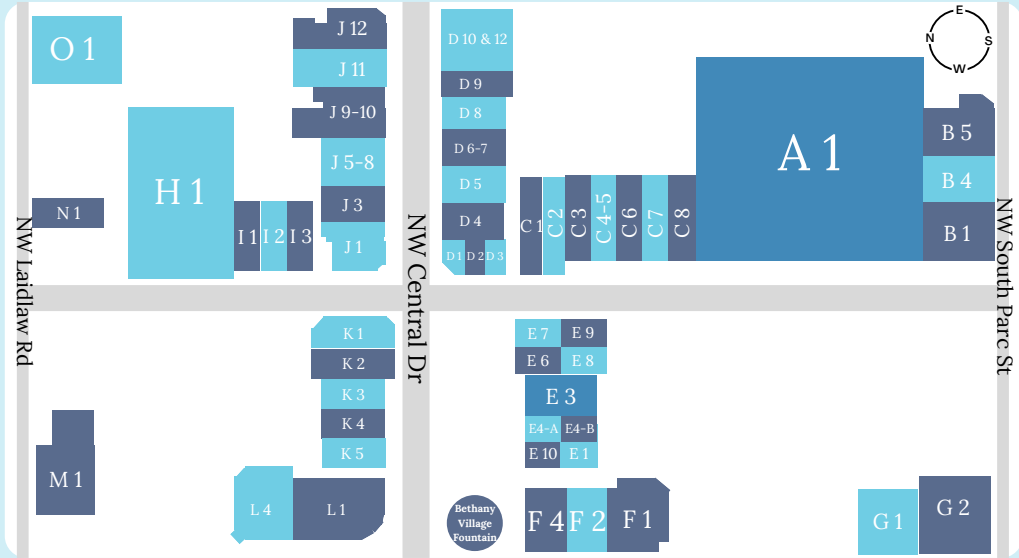 O 1
J 12
J 11
J 9-10
J 5-8
J 3
J 1
H 1
I 1
I 2
I 3
N 1
NW Laidlaw Rd
NW Central Dr
D 10 & 12
D 9
D 8
D 6-7
D 5
D 4
D 1
D 2
D 3
C 1
C 2
C 3
C 4-5
C 6
C 7
C 8
A 1
E
N
S
W
B 5
B 4
B 1
NW South Parc St
K 1
K 2
K 3
K 4
K 5
M 1
L 4
L 1
E 7
E 9
E 6
E 8
E 3
E4-A
E4-B
E 10
E 1
Bethany
Village
Fountain
F 4
F 2
F 1
G 1
G 2